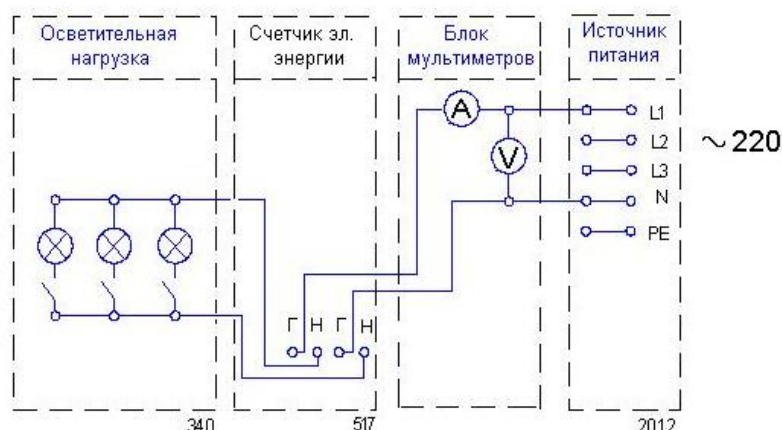 Осветительная
нагрузка
Счетчик эл.
энергии
Блок
мультиметров
Источник
питания
A
V
L1
L2
L3
N
PE
~220
Г Н Г Н
340
517
2012